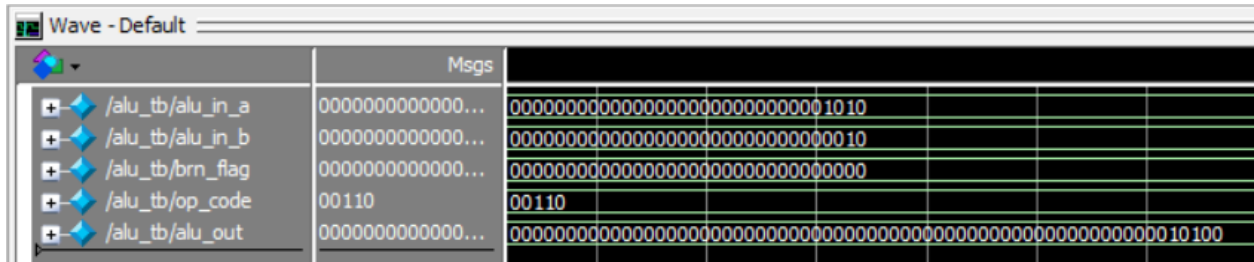 Wave - Default
Msgs
/alu_tb/alu_in_a 0000000000000... 00000000000000000000000000001010
/alu_tb/alu_in_b 0000000000000... 00000000000000000000000000000010
/alu_tb/brn_flag 0000000000000... 00000000000000000000000000000000
/alu_tb/op_code 00110 00110
/alu_tb/alu_out 0000000000000... 0000000000000000000000000000000000000000000000000000000000010100